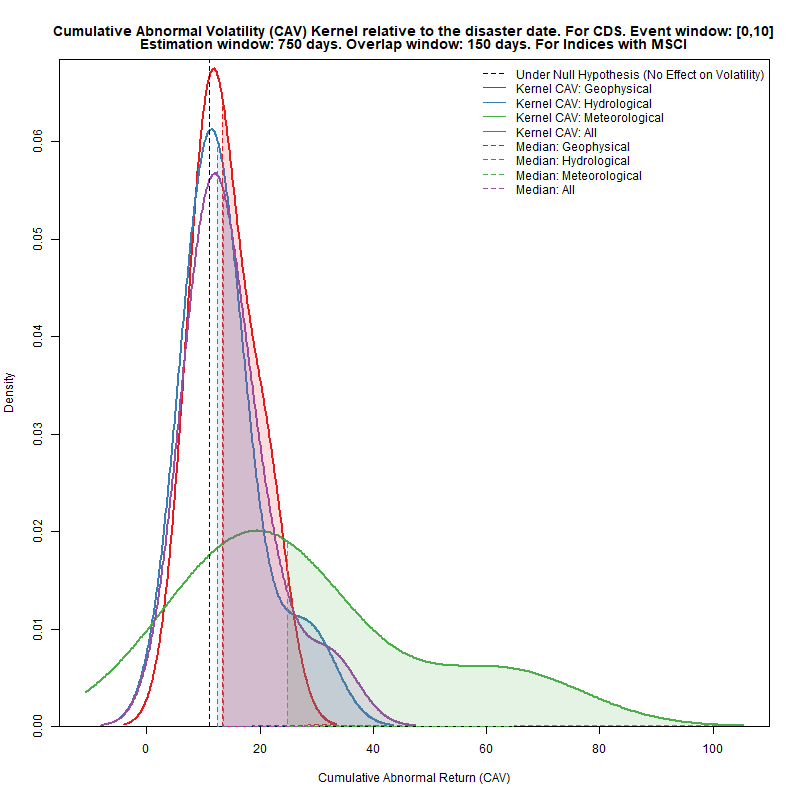 Cumulative Abnormal Volatility (CAV) Kernel relative to the disaster date. For CDS. Event window: [0,10]
Estimation window: 750 days. Overlap window: 150 days. For Indices with MSCI
Under Null Hypothesis (No Effect on Volatility)
Kernel CAV: Geophysical
Kernel CAV: Hydrological
Kernel CAV: Meteorological
Kernel CAV: All
Median: Geophysical
Median: Hydrological
Median: Meteorological
Median: All
Density
0.06
0.05
0.04
0.03
0.02
0.01
0.00
0 20 40 60 80 100
Cumulative Abnormal Return (CAV)